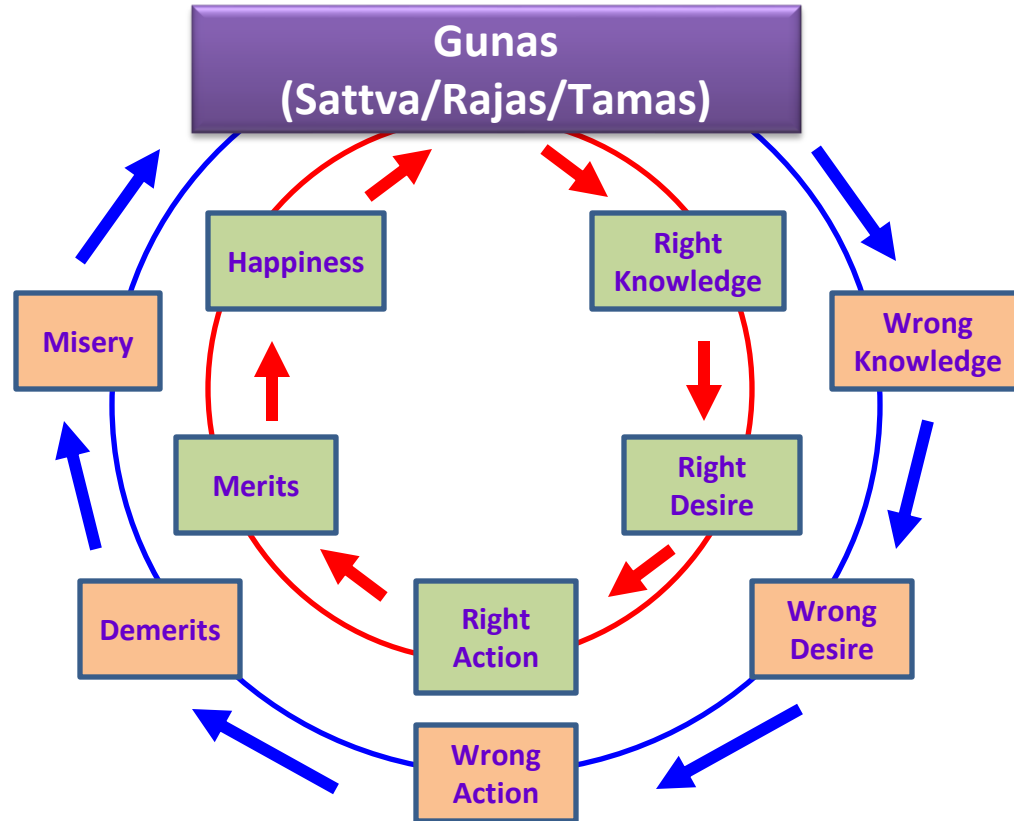 Gunas
(Sattva/Rajas/Tamas)
Happiness
Right
Knowledge
Misery
Wrong
Knowledge
Merits
Right
Desire
Demerits
Right
Action
Wrong
Desire
Wrong
Action